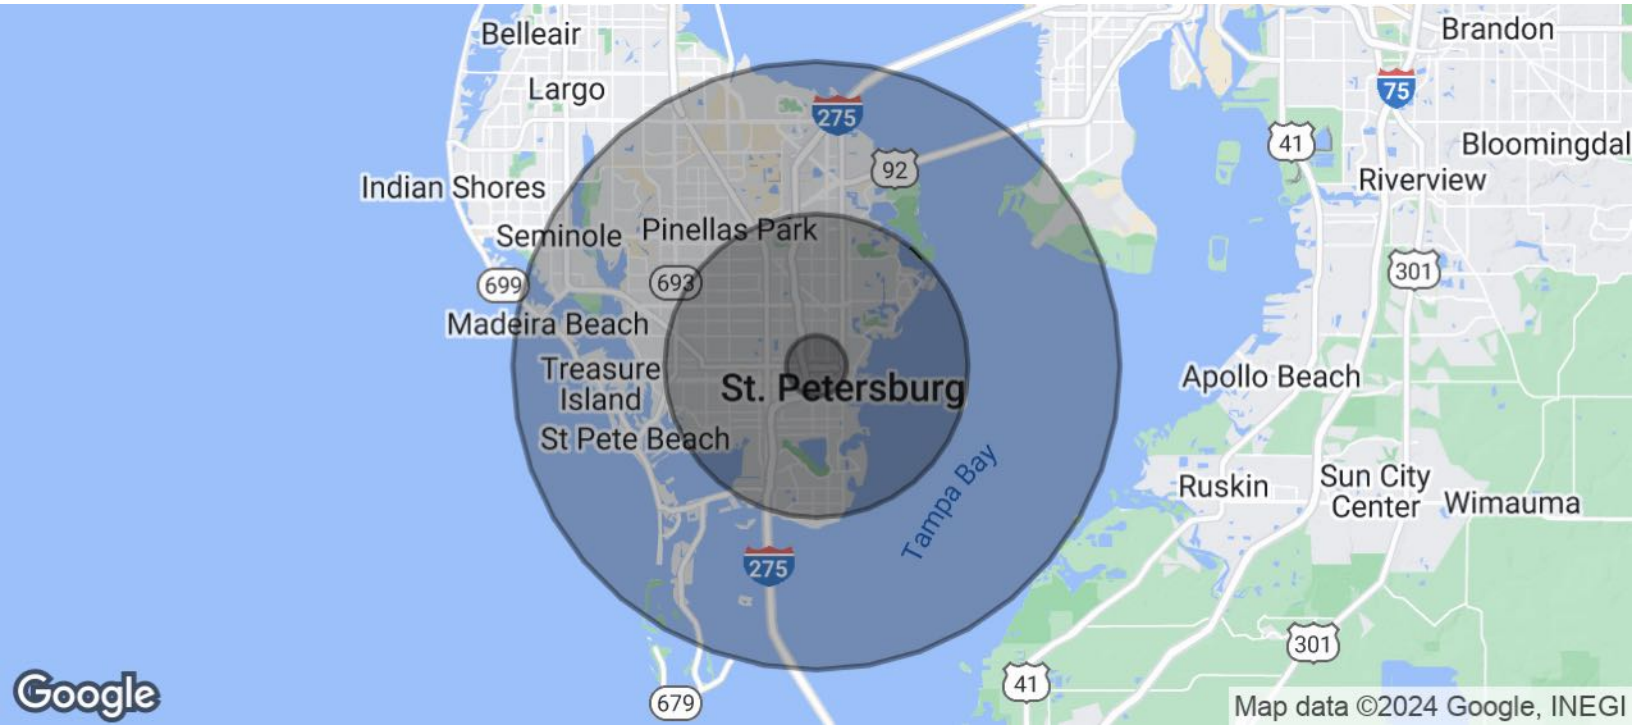 Belleair
Brandon
Largo
75
275
41
Bloomingdal
92
Indian Shores
Riverview
Seminole
Pinellas Park
301
699
693
Madeira Beach
Treasure
Island
Apollo Beach
St. Petersburg
St Pete Beach
Tampa Bay
Ruskin
Sun City
Center
Wimauma
275
301
41
679
Google
Map data ©2024 Google, INEGI